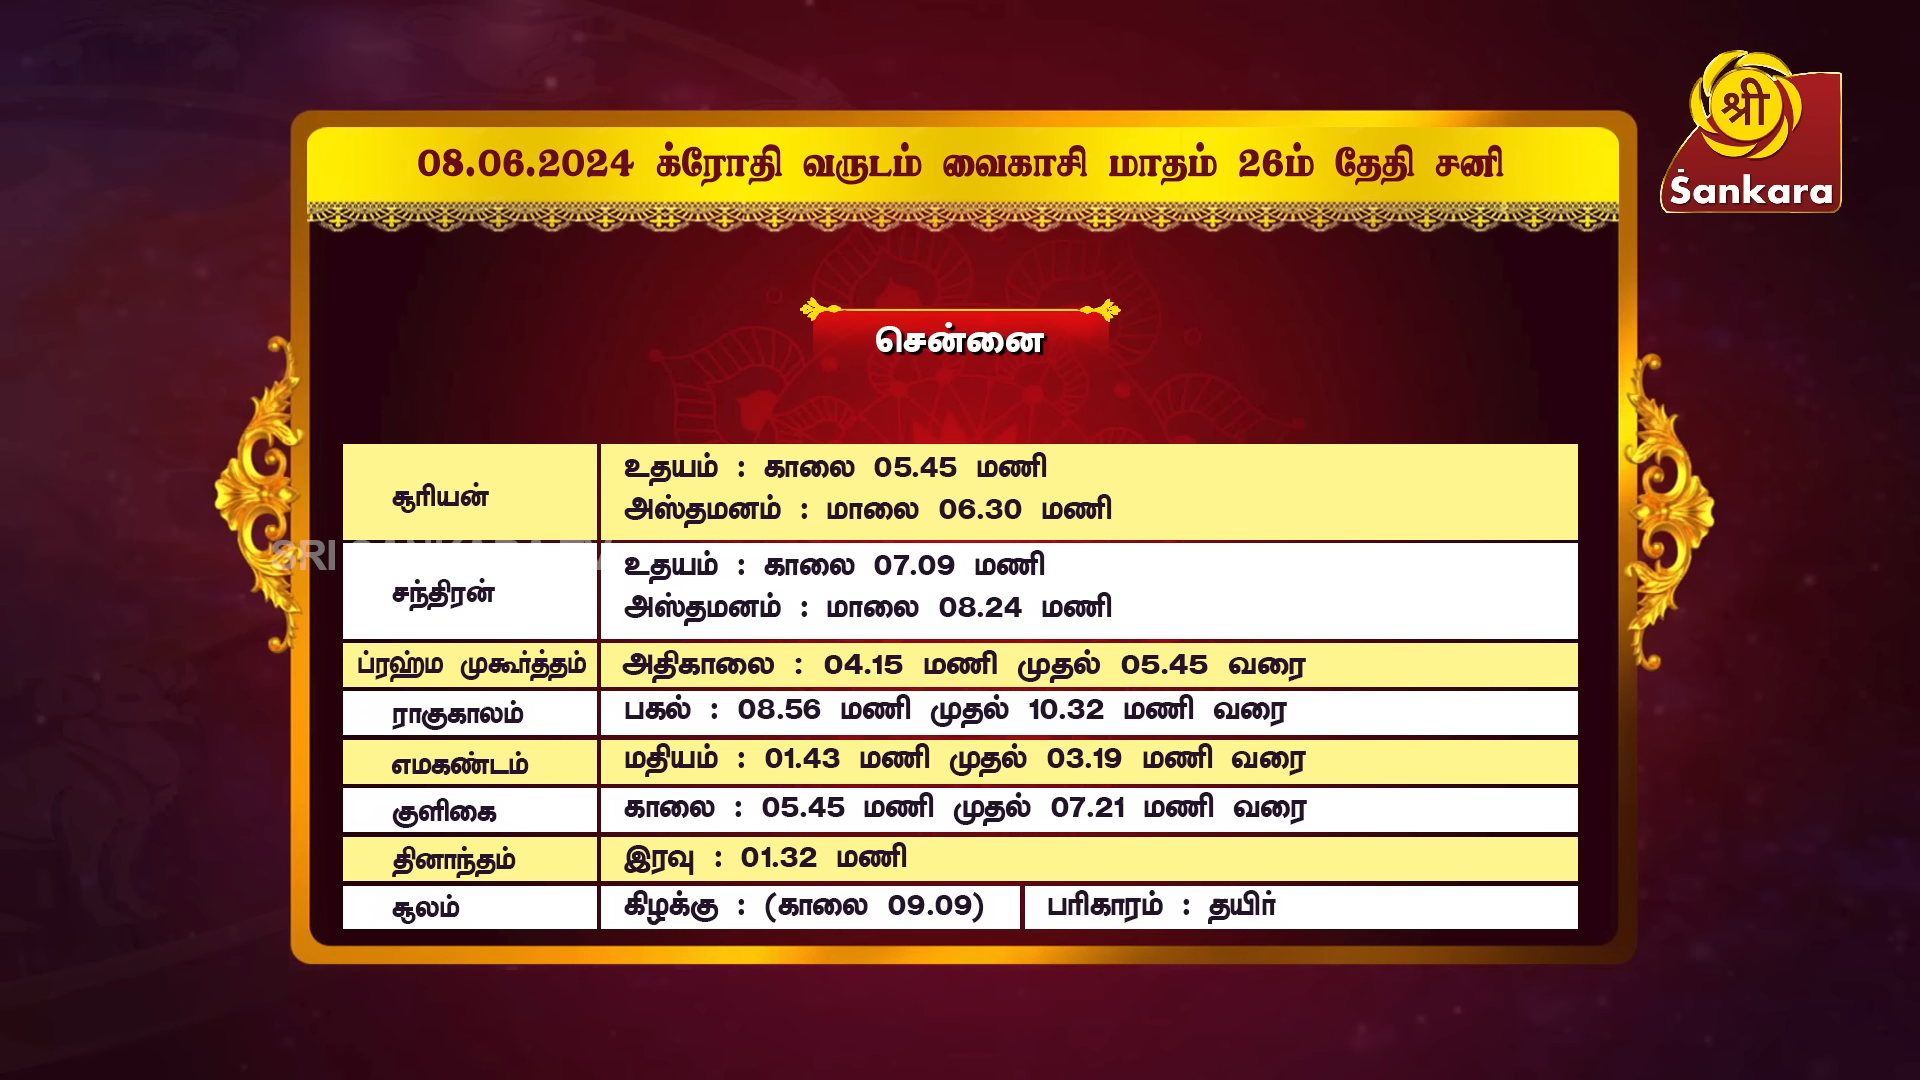 श्री
Sankara
08.06.2024 க்ரோதி வருடம் வைகாசி மாதம் 26ம் தேதி சனி
சென்னை
சூரியன்
உதயம் : காலை 05.45 மணி
அஸ்தமனம் : மாலை 06.30 மணி
SRI SANKARA TV
சந்திரன்
உதயம் : காலை 07.09 மணி
அஸ்தமனம் : மாலை 08.24 மணி
ப்ரஹ்ம முகூர்த்தம் அதிகாலை : 04.15 மணி முதல் 05.45 வரை
ராகுகாலம் பகல் : 08.56 மணி முதல் 10.32 மணி வரை
எமகண்டம் மதியம் : 01.43 மணி முதல் 03.19 மணி வரை
குளிகை காலை : 05.45 மணி முதல் 07.21 மணி வரை
தினாந்தம் இரவு : 01.32 மணி
சூலம் கிழக்கு : (காலை 09.09) பரிகாரம் : தயிர்